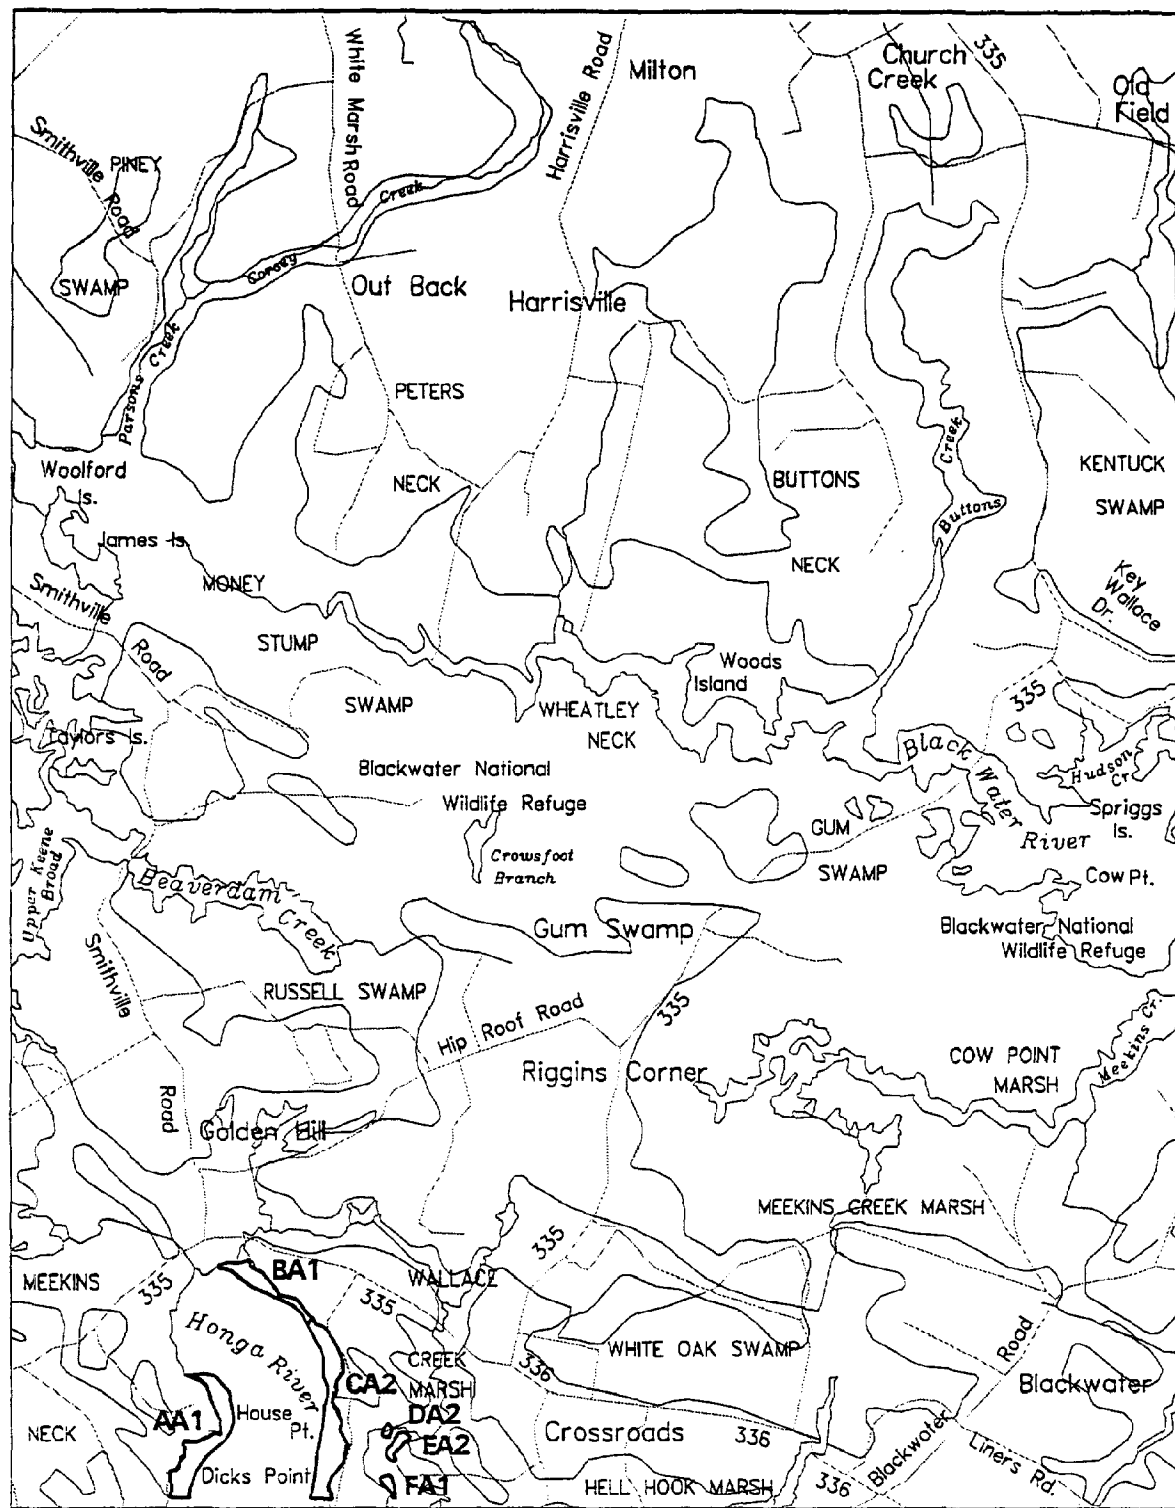 White Marsh Road
Harrisville Road
Milton
Church
Creek
335
Old
Field
Smithville Road
PINEY
SWAMP
Creek
Corsey
Parsons Creek
Out Back
Harrisville
PETERS
NECK
BUTTONS
NECK
Creek
Buttons
KENTUCK
SWAMP
Woolford
Is.
James Is.
MONEY
STUMP
SWAMP
Smithville
Road
Key
Wallace
Dr.
Woods
Island
WHEATLEY
NECK
335
Taylors Is.
Blackwater National
Wildlife Refuge
Black
Water
River
Hudson
Cr.
Spriggs
Is.
GUM
SWAMP
Crowsfoot
Branch
Cow Pt.
Upper Keene
Broad
Beaverdam
Creek
Gum Swamp
Blackwater National
Wildlife Refuge
Smithville
Road
RUSSELL SWAMP
Hip Roof Road
335
Riggins Corner
COW POINT
MARSH
Meekins Cr.
Golden Hill
MEEKINS CREEK MARSH
MEEKINS
NECK
335
BA1
335
WALLACE
CREEK
MARSH
335
Honga River
WHITE OAK SWAMP
336
Road
Blackwater
CA2
AA1
House
Pt.
DA2
EA2
Crossroads
336
Blackwater
Liners Rd.
Dicks Point
FA1
HELL HOOK MARSH
336